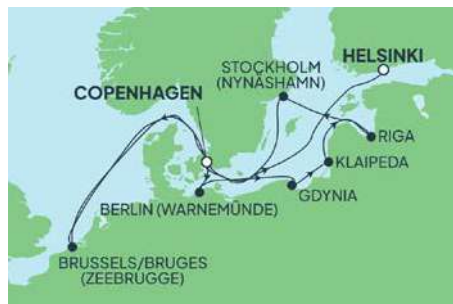 HELSINKI
STOCKHOLM
(NYNÄSHAMN)
COPENHAGEN
RIGA
KLAIPEDA
GDYNIA
BERLIN (WARNEMÜNDE)
BRUSSELS/BRUGES
(ZEEBRUGGE)